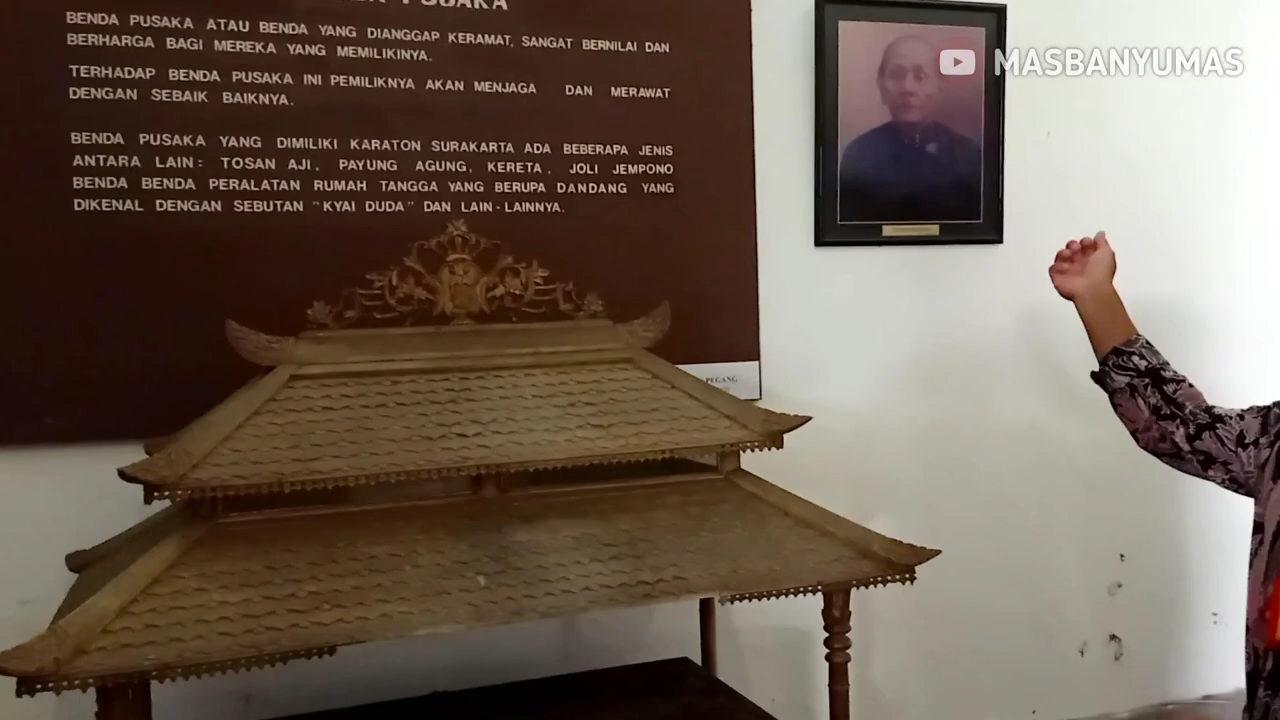 PUSAKA
BENDA PUSAKA ATAU BENDA YANG DIANGGAP KERAMAT, SANGAT BERNILAI DAN
BERHARGA BAGI MEREKA YANG MEMILIKINYA.
TERHADAP BENDA PUSAKA INI PEMILIKNYA AKAN MENJAGA DAN MERAWAT
DENGAN SEBAIK BAIKNYA.
BENDA PUSAKA YANG DIMILIKI KARATON SURAKARTA ADA BEBERAPA JENIS
ANTARA LAIN: TOSAN AJI, PAYUNG AGUNG, KERETA, JOLI JEMPONO
BENDA BENDA PERALATAN RUMAH TANGGA YANG BERUPA DANDANG YANG
DIKENAL DENGAN SEBUTAN "KYAI DUDA" DAN LAIN-LAINNYA.
PEGANG
MASBANYUMAS